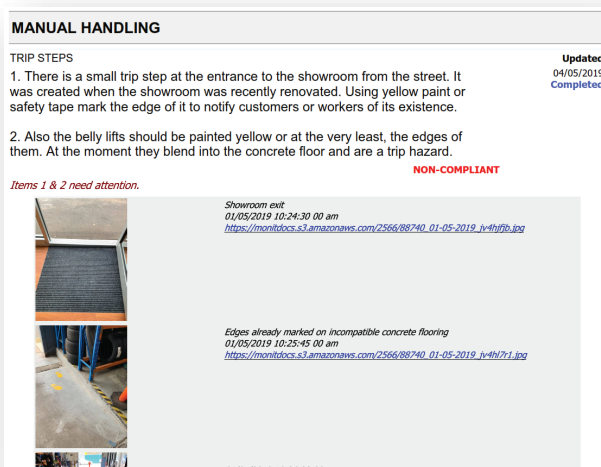 MANUAL HANDLING
TRIP STEPS
Updated
04/05/2019
Completed
1. There is a small trip step at the entrance to the showroom from the street. It
was created when the showroom was recently renovated. Using yellow paint or
safety tape mark the edge of it to notify customers or workers of its existence.
2. Also the belly lifts should be painted yellow or at the very least, the edges of
them. At the moment they blend into the concrete floor and are a trip hazard.
NON-COMPLIANT
Items 1 & 2 need attention.
Showroom exit
01/05/2019 10:24:30 00 am
https://monitdocs.s3.amazonaws.com/2566/88740_01-05-2019_jv4hjfjb.jpg
Edges already marked on incompatible concrete flooring
01/05/2019 10:25:45 00 am
https://monitdocs.s3.amazonaws.com/2566/88740_01-05-2019_jv4hl7r1.jpg